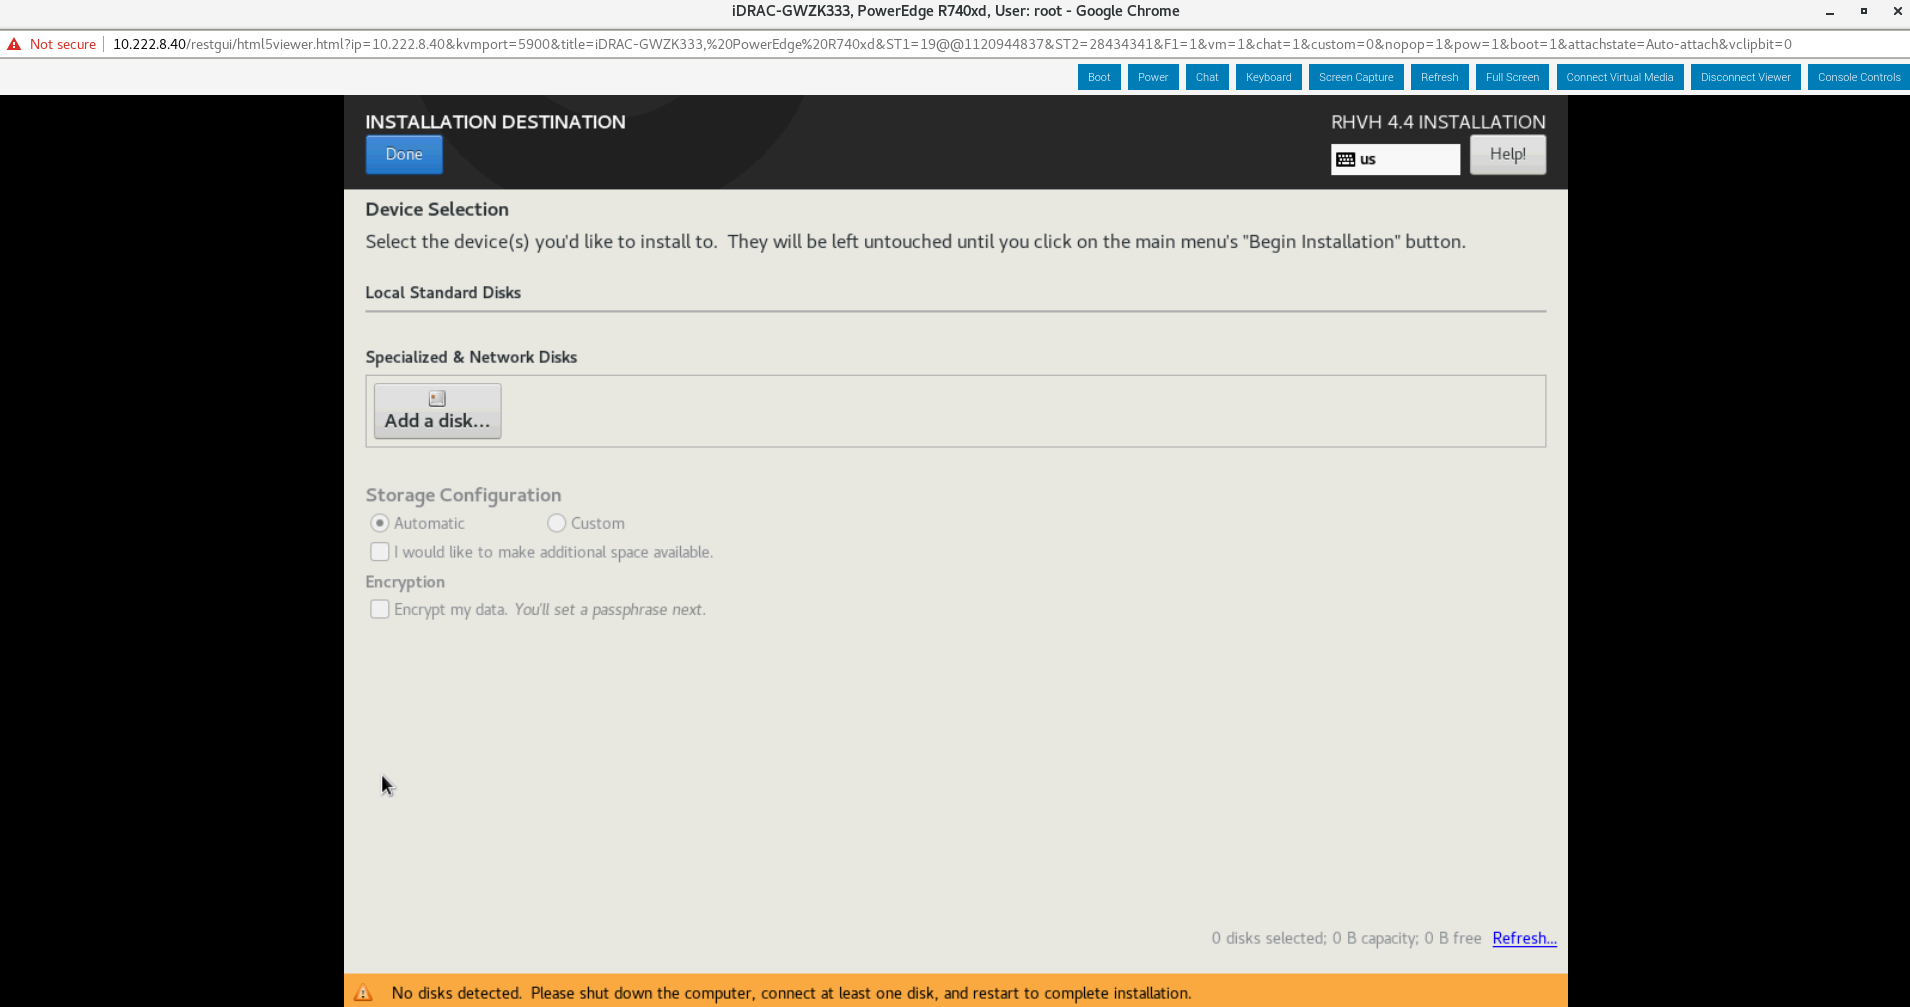 iDRAC-GWZK333, PowerEdge R740xd, User: root - Google Chrome
Not secure 10.222.8.40/restgui/html5viewer.html?ip=10.222.8.40&kvmport=5900&title=iDRAC-GWZK333,%20PowerEdge%20R740xd&ST1=19@@1120944837&ST2=28434341&F1=1&vm=1&chat=1&custom=0&nopop=1&pow=1&boot=1&attachstate=Auto-attach&vclipbit=0
Boot Power Chat Keyboard Screen Capture Refresh Full Screen Connect Virtual Media Disconnect Viewer Console Controls
INSTALLATION DESTINATION RHVH 4.4 INSTALLATION
Done us Help!
Device Selection
Select the device(s) you'd like to install to. They will be left untouched until you click on the main menu's "Begin Installation" button.
Local Standard Disks
Specialized & Network Disks
Add a disk...
Storage Configuration
Automatic Custom
I would like to make additional space available.
Encryption
Encrypt my data. You'll set a passphrase next.
0 disks selected; 0 B capacity; 0 B free Refresh...
No disks detected. Please shut down the computer, connect at least one disk, and restart to complete installation.